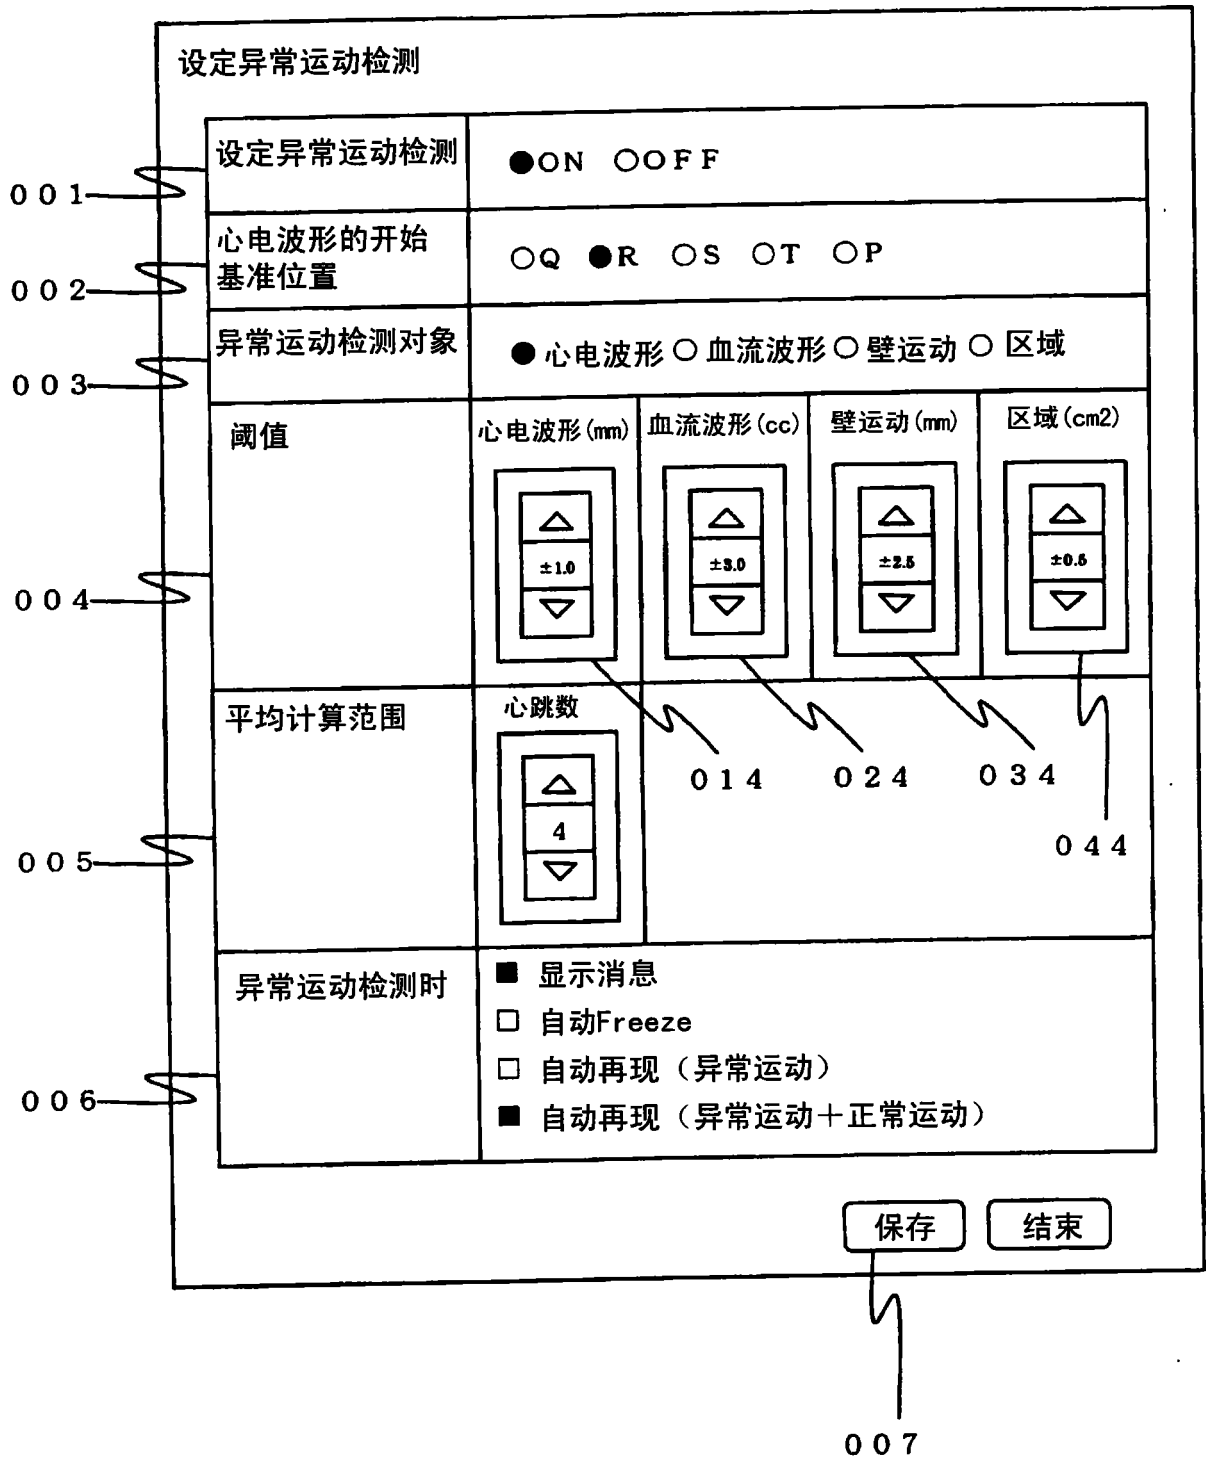 设定异常运动检测
设定异常运动检测
●ON ○OFF
001
心电波形的开始
基准位置
○Q ●R ○S ○T ○P
002
异常运动检测对象
●心电波形 ○血流波形 ○壁运动 ○区域
003
阈值
心电波形(mm) 血流波形(cc) 壁运动(mm) 区域(cm2)
±1.0 ±3.0 ±2.5 ±0.5
004
平均计算范围
心跳数
014 024 034
4
044
005
异常运动检测时
■ 显示消息
□ 自动Freeze
□ 自动再现（异常运动）
■ 自动再现（异常运动＋正常运动）
006
保存 结束
007